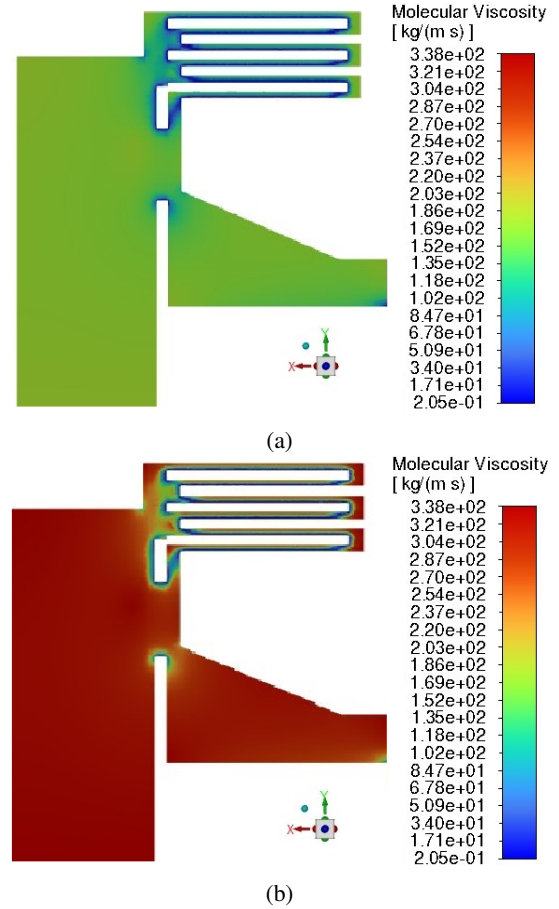 Molecular Viscosity
[ kg/(m s) ]
3.38e+02
3.21e+02
3.04e+02
2.87e+02
2.70e+02
2.54e+02
2.37e+02
2.20e+02
2.03e+02
1.86e+02
1.69e+02
1.52e+02
1.35e+02
1.18e+02
1.02e+02
8.47e+01
6.78e+01
5.09e+01
3.40e+01
1.71e+01
2.05e-01
Y
X
(a)
Molecular Viscosity
[ kg/(m s) ]
3.38e+02
3.21e+02
3.04e+02
2.87e+02
2.70e+02
2.54e+02
2.37e+02
2.20e+02
2.03e+02
1.86e+02
1.69e+02
1.52e+02
1.35e+02
1.18e+02
1.02e+02
8.47e+01
6.78e+01
5.09e+01
3.40e+01
1.71e+01
2.05e-01
Y
X
(b)